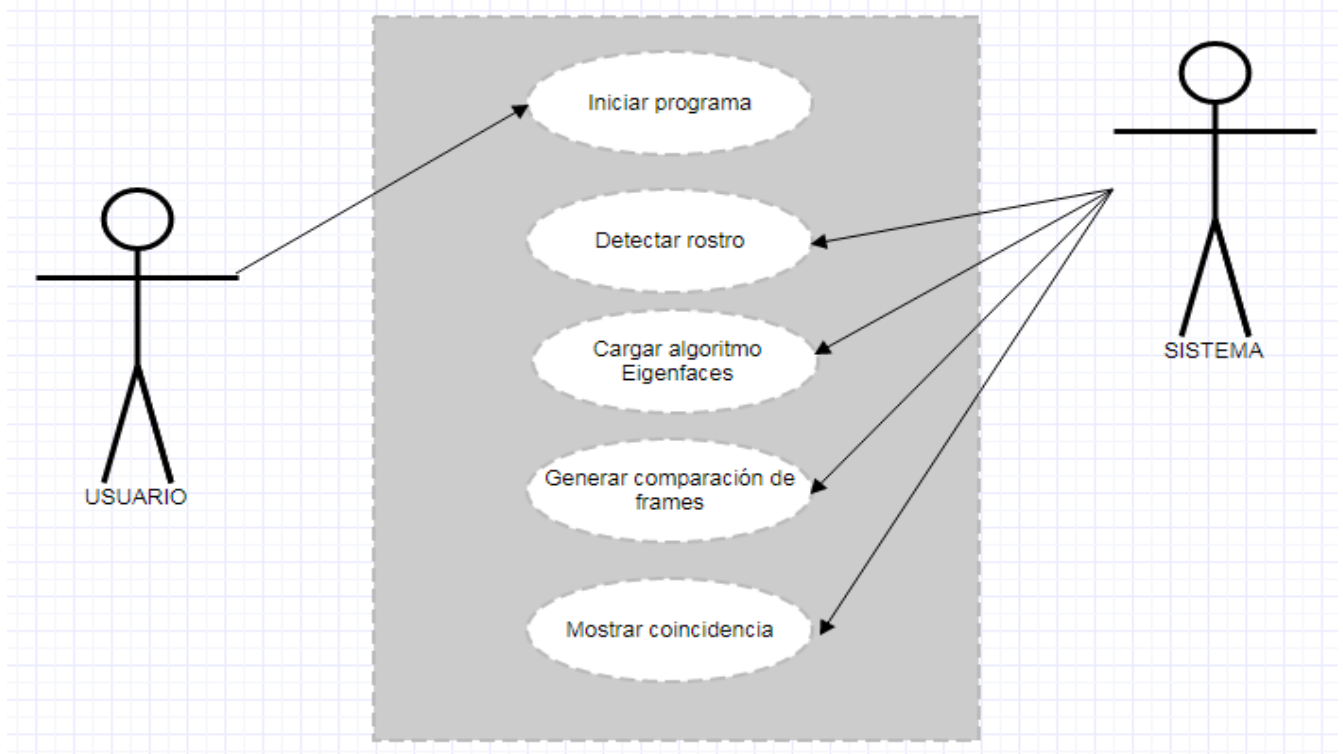 Iniciar programa
Detectar rostro
Cargar algoritmo
Eigenfaces
SISTEMA
Generar comparación de
frames
USUARIO
Mostrar coincidencia